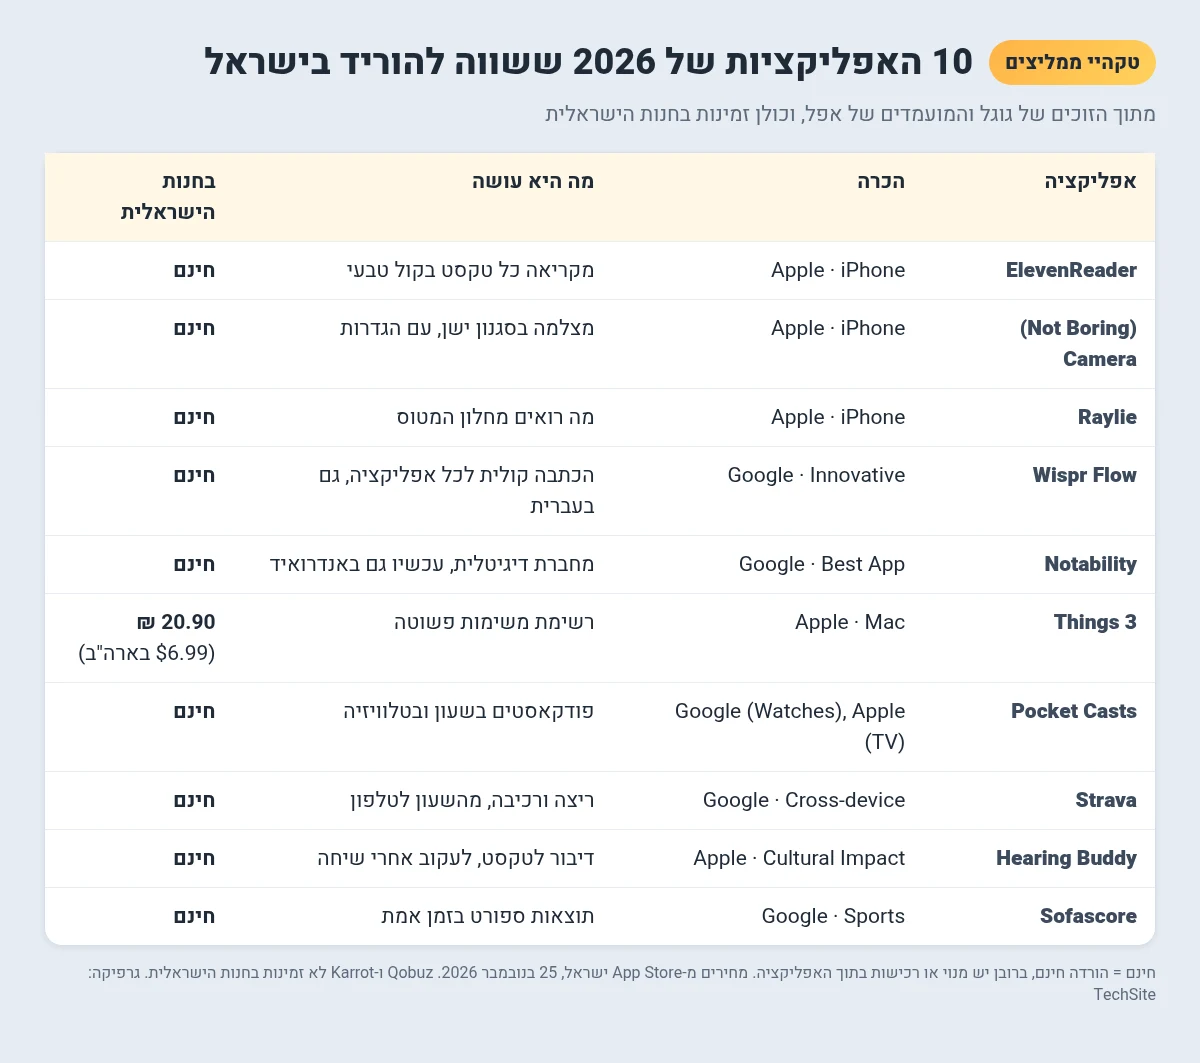 טקהיי ממליצים
10 האפליקציות של 2026 ששווה להוריד בישראל
מתוך הזוכים של גוגל והמועמדים של אפל, וכולן זמינות בחנות הישראלית
אפליקציה הכרה מה היא עושה בחנות הישראלית
ElevenReader Apple · iPhone מקריאה כל טקסט בקול טבעי חינם
(Not Boring) Camera Apple · iPhone מצלמה בסגנון ישן, עם הגדרות חינם
Raylie Apple · iPhone מה רואים מחלון המטוס חינם
Wispr Flow Google · Innovative הכתבה קולית לכל אפליקציה, גם בעברית חינם
Notability Google · Best App מחברת דיגיטלית, עכשיו גם באנדרואיד חינם
Things 3 Apple · Mac רשימת משימות פשוטה 20.90 ₪ ($6.99 בארה"ב)
Pocket Casts Google (Watches), Apple (TV) פודקאסטים בשעון ובטלוויזיה חינם
Strava Google · Cross-device ריצה ורכיבה, מהשעון לטלפון חינם
Hearing Buddy Apple · Cultural Impact דיבור לטקסט, לעקוב אחרי שיחה חינם
Sofascore Google · Sports תוצאות ספורט בזמן אמת חינם
חינם = הורדה חינם, ברובן יש מנוי או רכישות בתוך האפליקציה. מחירים מ-App Store ישראל, 25 בנובמבר 2026. Qobuz ו-Karrot לא זמינות בחנות הישראלית. גרפיקה:
TechSite